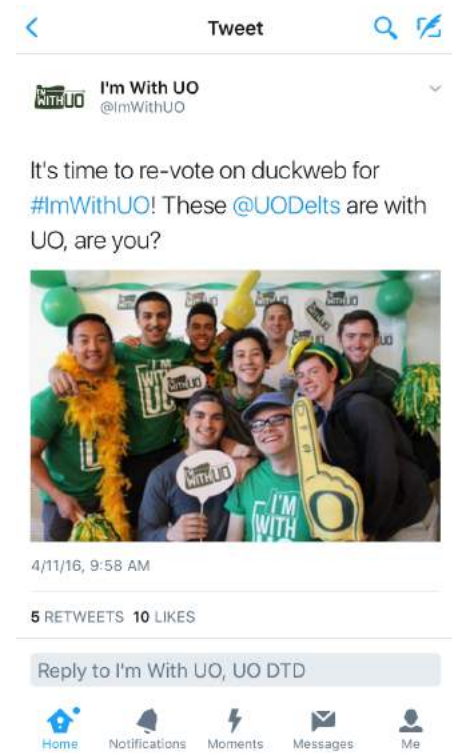 Tweet
I'M
WITH UO
I'm With UO
@ImWithUO
It's time to re-vote on duckweb for
#ImWithUO! These @UODelts are with
UO, are you?
I'M
WITH
UO
WITH UO
I'M
WITH
O
4/11/16, 9:58 AM
5 RETWEETS 10 LIKES
Reply to I'm With UO, UO DTD
Home Notifications Moments Messages Me